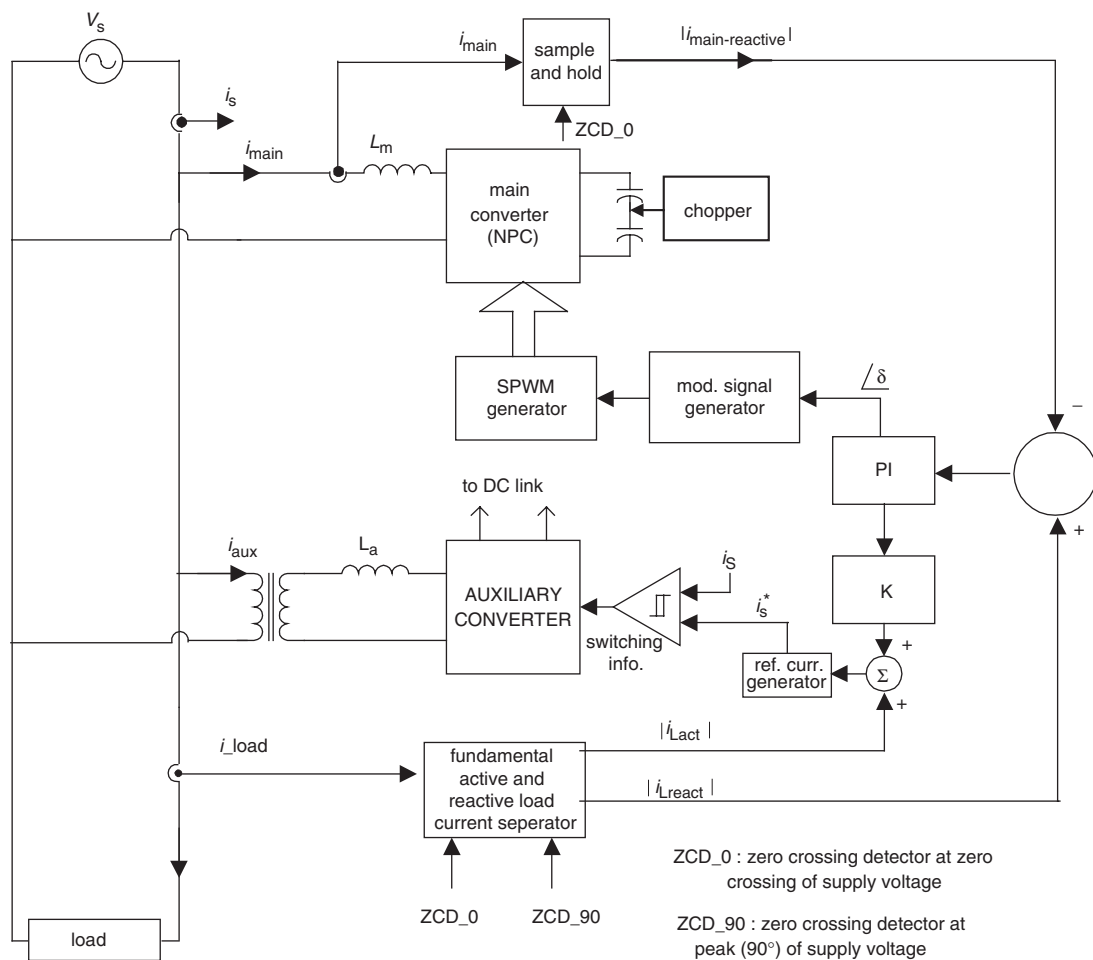 Vs
is
imain
Lm
imain
sample
and hold
|imain-reactive|
ZCD_0
main
converter
(NPC)
chopper
SPWM
generator
mod. signal
generator
∠δ
−
PI
+
to DC link
iaux
La
AUXILIARY
CONVERTER
iS
is*
switching
info.
K
+
ref. curr.
generator
Σ
+
i_load
fundamental
active and
reactive load
current seperator
|iLact|
|iLreact|
ZCD_0
ZCD_90
load
ZCD_0 : zero crossing detector at zero
crossing of supply voltage
ZCD_90 : zero crossing detector at
peak (90°) of supply voltage